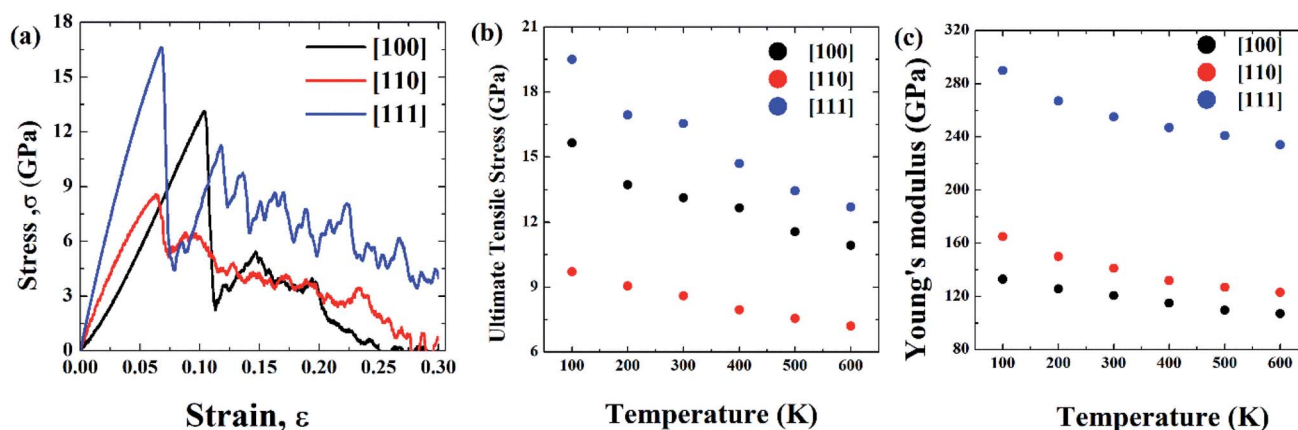 (a)
18
15
12
9
6
3
0
Stress ,σ (GPa)
[100]
[110]
[111]
0.00 0.05 0.10 0.15 0.20 0.25 0.30
Strain, ε
(b)
21
18
15
12
9
6
Ultimate Tensile Stress (GPa)
[100]
[110]
[111]
100 200 300 400 500 600
Temperature (K)
(c)
320
280
240
200
160
120
80
Young's modulus (GPa)
[100]
[110]
[111]
100 200 300 400 500 600
Temperature (K)